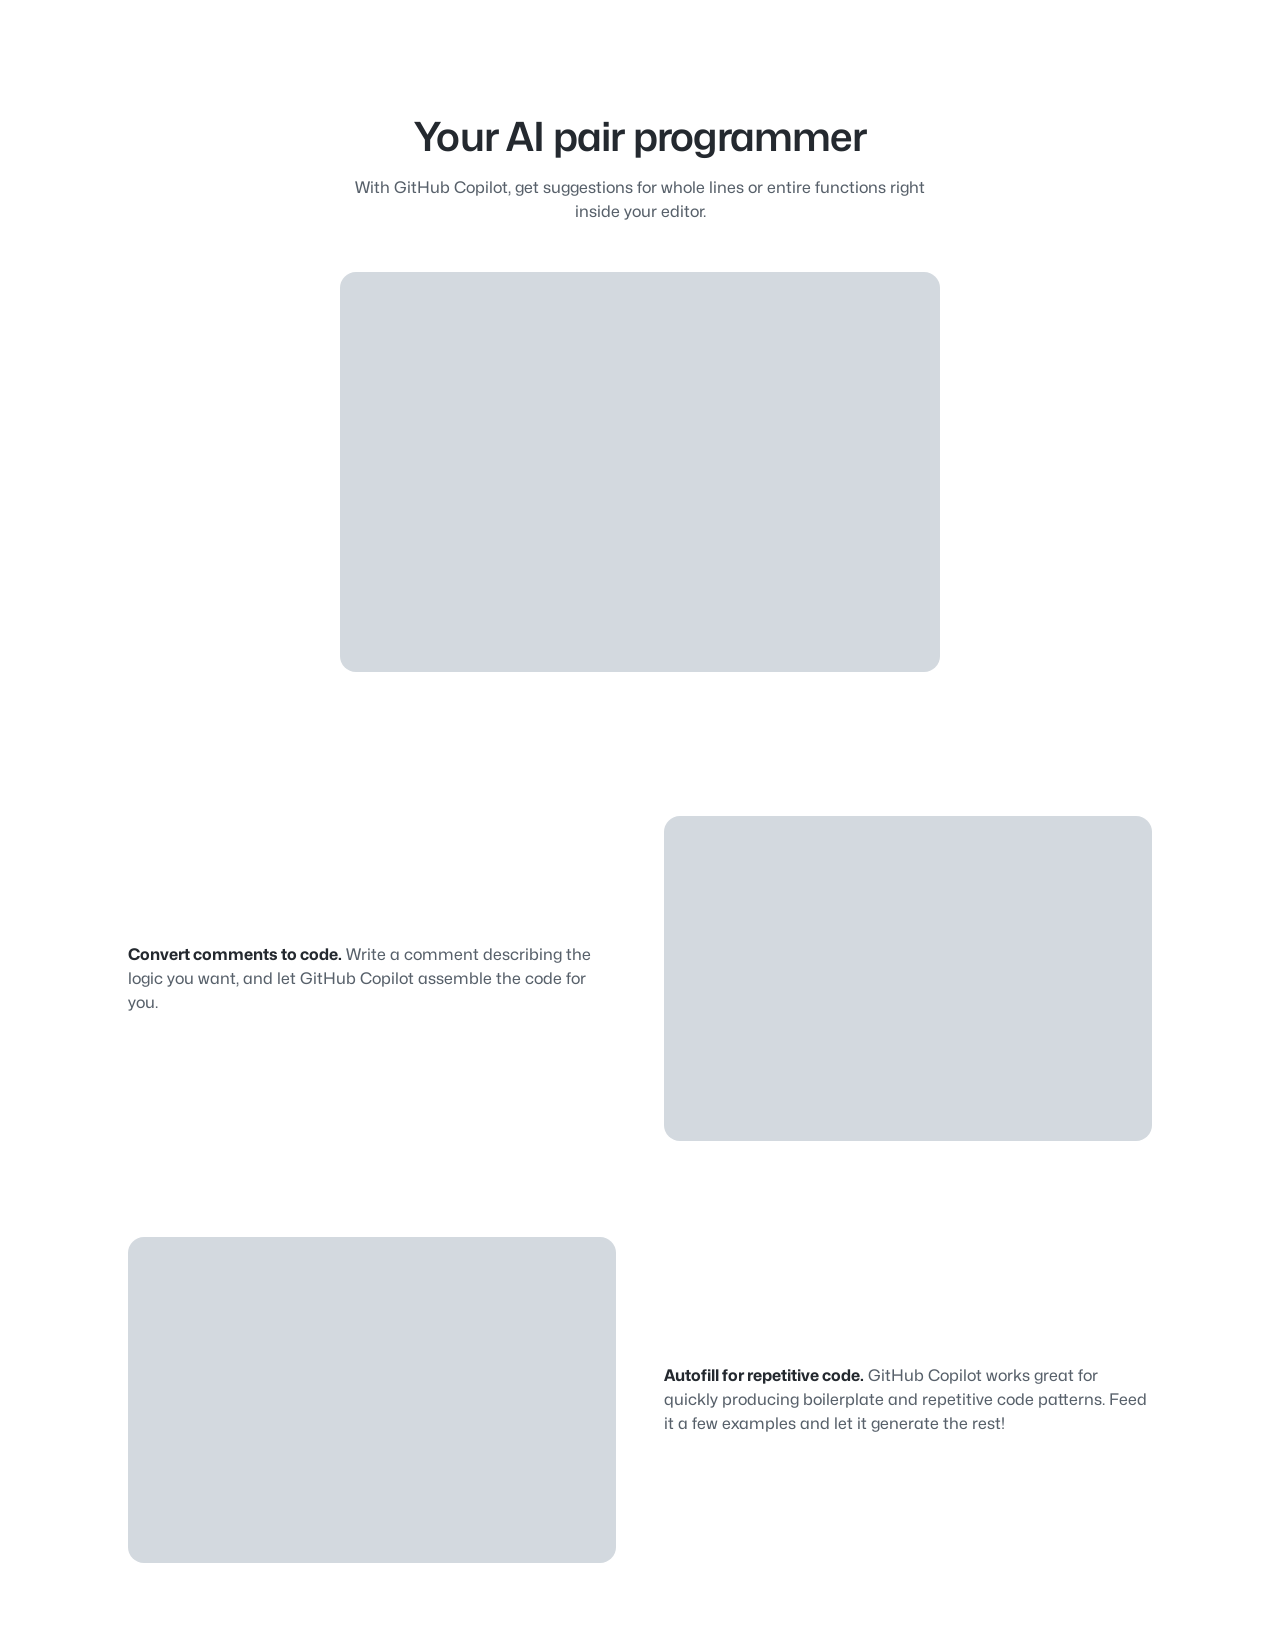 Your AI pair programmer
With GitHub Copilot, get suggestions for whole lines or entire functions right
inside your editor.
Convert comments to code. Write a comment describing the
logic you want, and let GitHub Copilot assemble the code for
you.
Autofill for repetitive code. GitHub Copilot works great for
quickly producing boilerplate and repetitive code patterns. Feed
it a few examples and let it generate the rest!